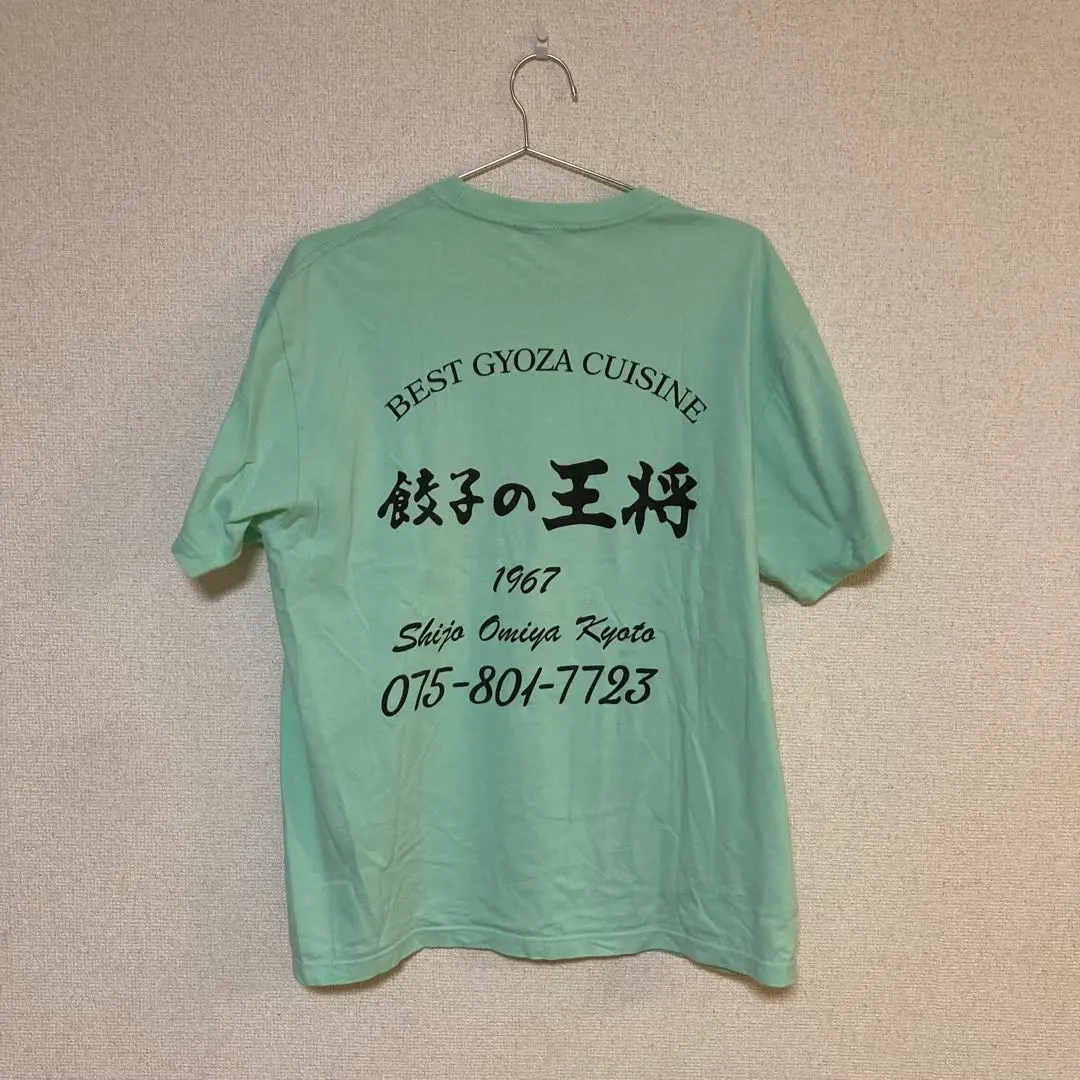 BEST GYOZA CUISINE
餃子の王将
1967
Shijo Omiya Kyoto
075-801-7723